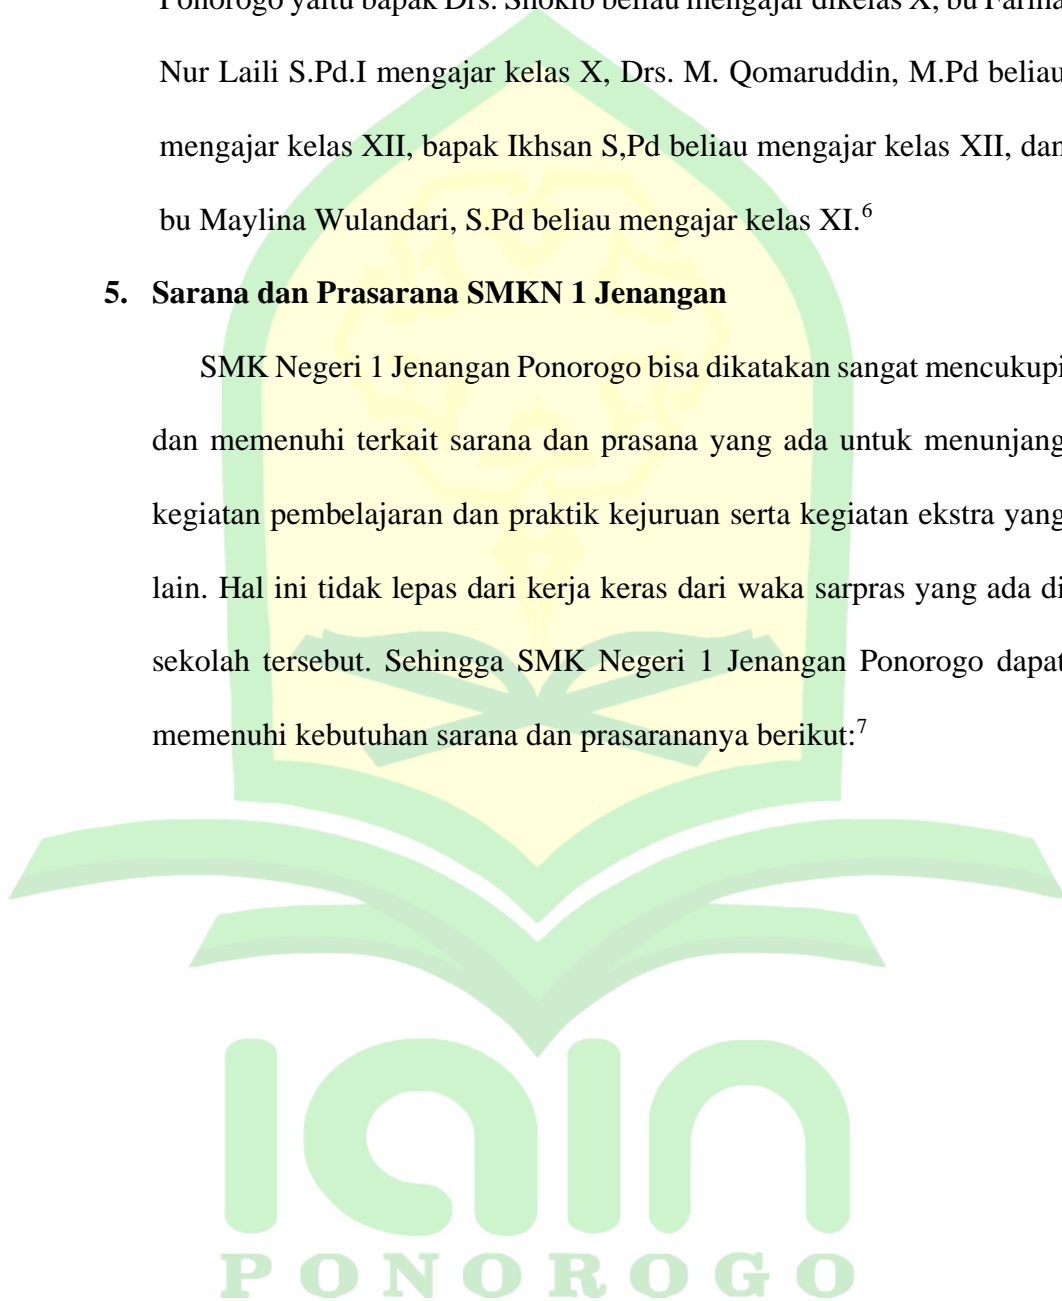 Ponorogo yaitu bapak Drs. Shokib beliau mengajar dikelas X, bu Farina
Nur Laili S.Pd.I mengajar kelas X, Drs. M. Qomaruddin, M.Pd beliau
mengajar kelas XII, bapak Ikhsan S,Pd beliau mengajar kelas XII, dan
bu Maylina Wulandari, S.Pd beliau mengajar kelas XI.6
5. Sarana dan Prasarana SMKN 1 Jenangan
SMK Negeri 1 Jenangan Ponorogo bisa dikatakan sangat mencukupi
dan memenuhi terkait sarana dan prasana yang ada untuk menunjang
kegiatan pembelajaran dan praktik kejuruan serta kegiatan ekstra yang
lain. Hal ini tidak lepas dari kerja keras dari waka sarpras yang ada di
sekolah tersebut. Sehingga SMK Negeri 1 Jenangan Ponorogo dapat
memenuhi kebutuhan sarana dan prasarananya berikut:7
iain
PONOROGO